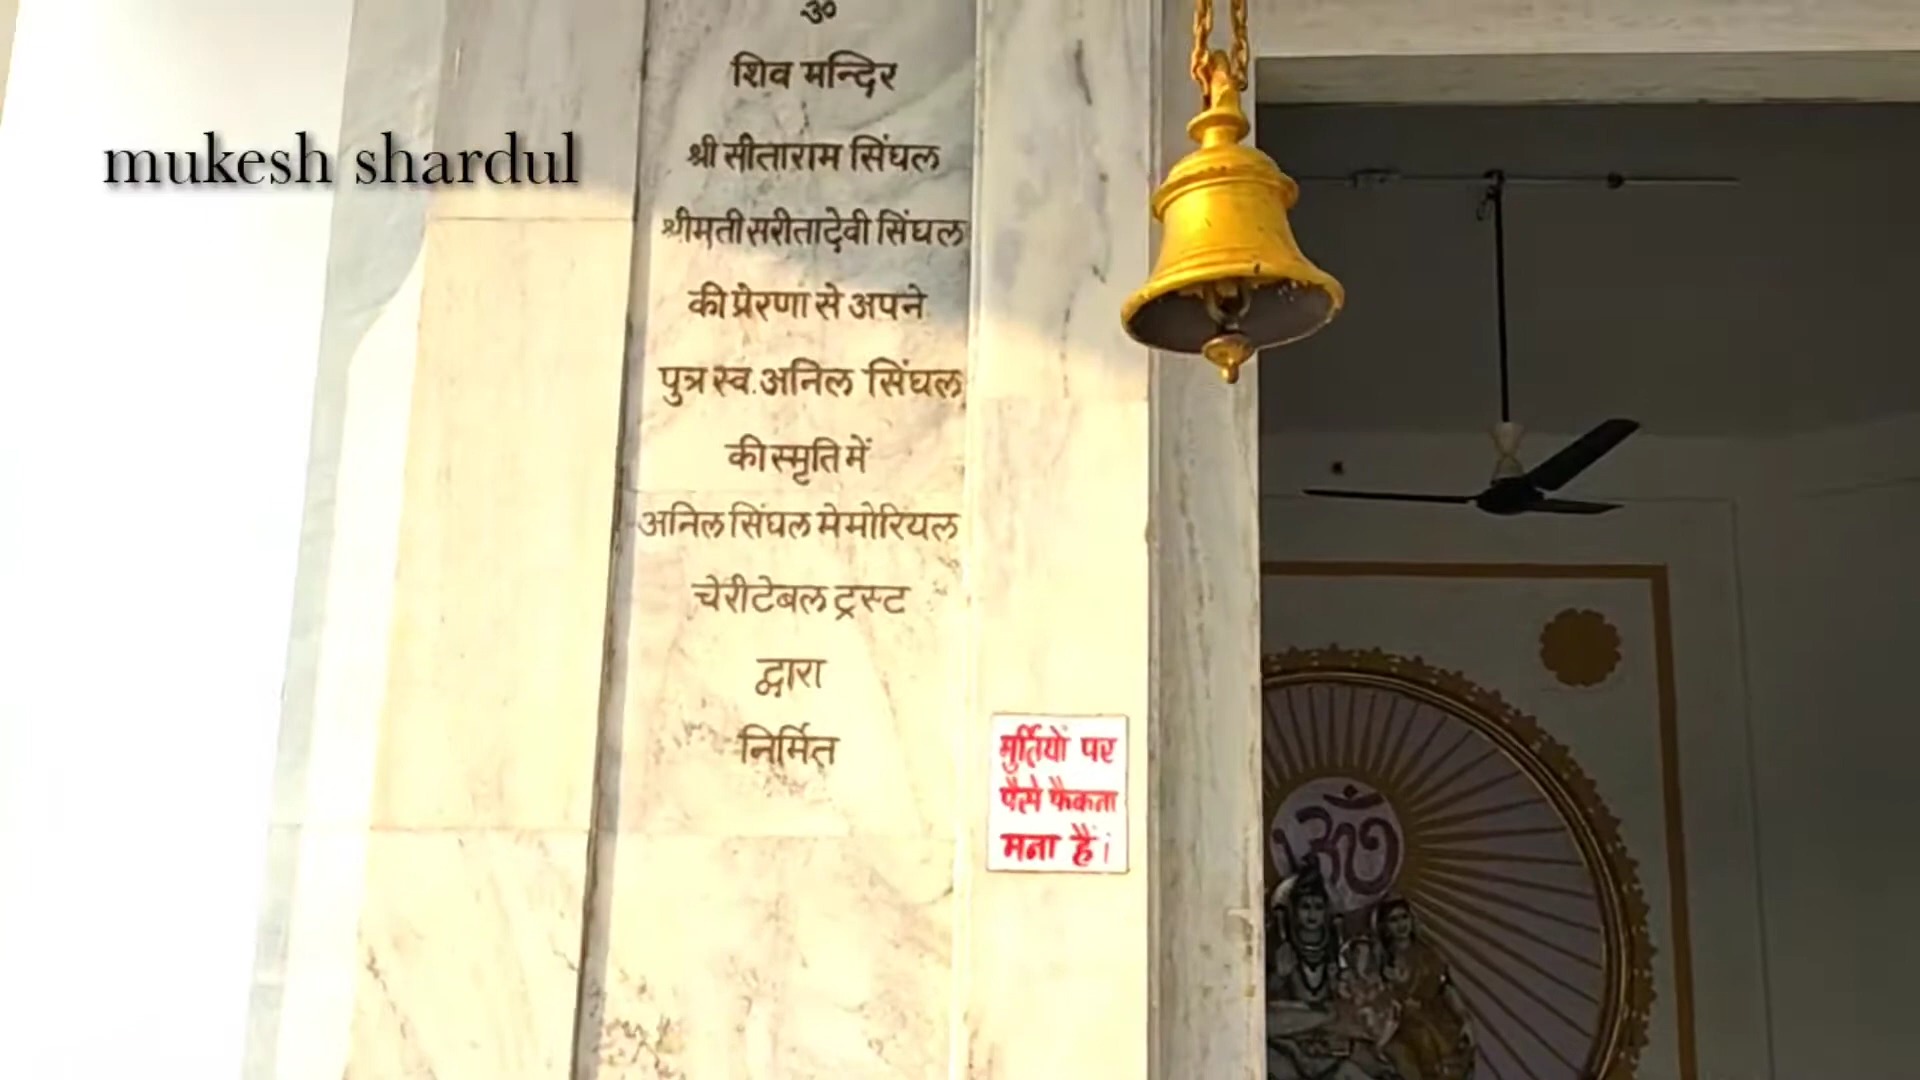 ॐ
शिव मन्दिर
mukesh shardul
श्री सीताराम सिंघल
श्रीमती सरीतादेवी सिंघल
की प्रेरणा से अपने
पुत्र स्व. अनिल सिंघल
की स्मृति में
अनिल सिंघल मेमोरियल
चेरीटेबल ट्रस्ट
द्वारा
निर्मित
मुर्तियों पर
पैसे फैकना
मना हैं।
ॐ